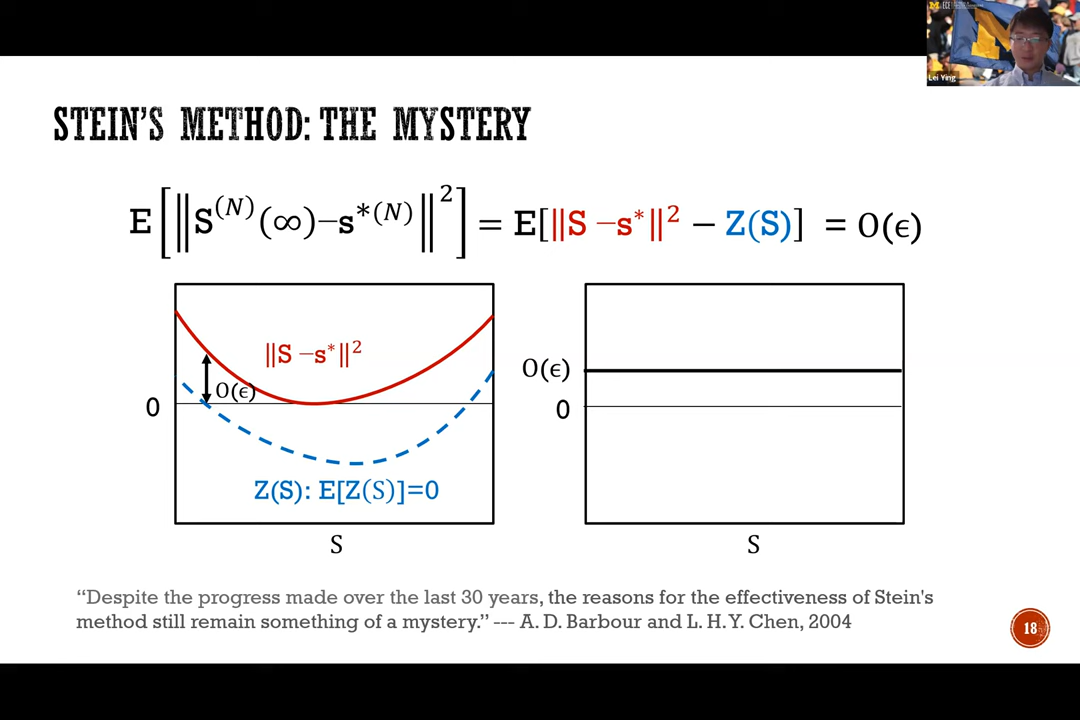 M ECE
Lei Ying
STEIN'S METHOD: THE MYSTERY
E[‖S^(N)(∞)−s*^(N)‖^2] = E[‖S −s*‖^2 − Z(S)] = O(ϵ)
‖S −s*‖^2
O(ϵ)
0
Z(S): E[Z(S)]=0
S
O(ϵ)
0
S
“Despite the progress made over the last 30 years, the reasons for the effectiveness of Stein's
method still remain something of a mystery.” --- A. D. Barbour and L. H. Y. Chen, 2004
18